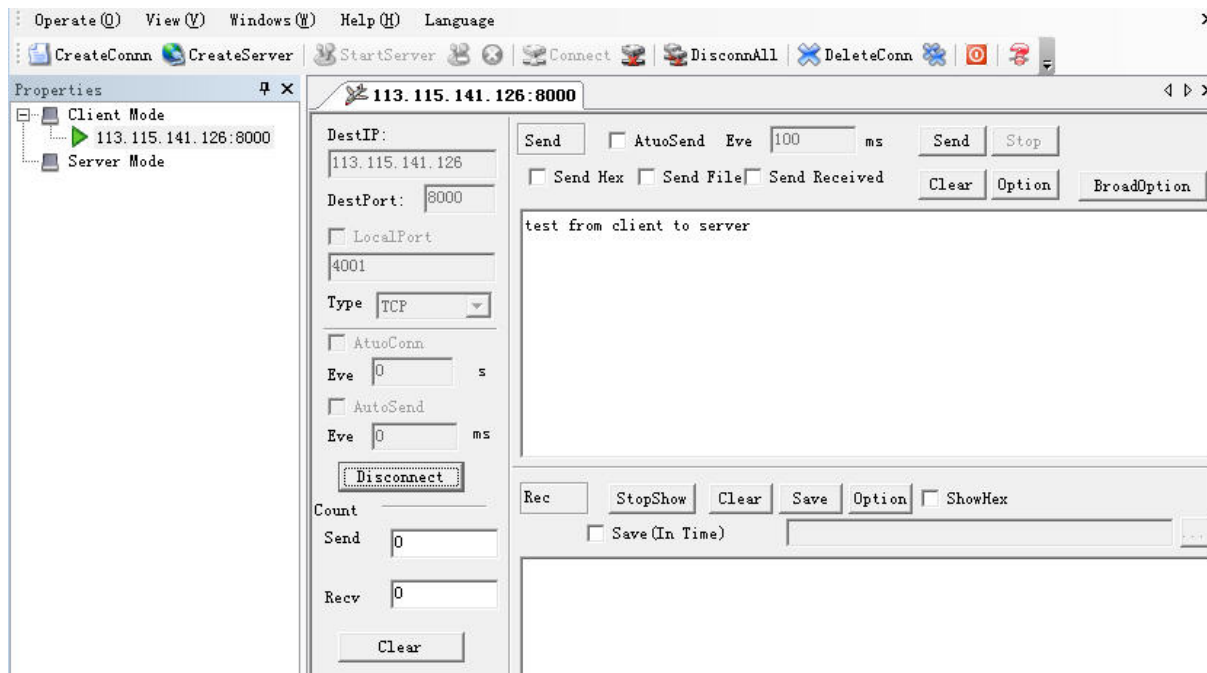 Operate(O) View(V) Windows(W) Help(H) Language
CreateConnn CreateServer StartServer Connect DisconnAll DeleteConn
Properties
Client Mode
113.115.141.126:8000
Server Mode
113.115.141.126:8000
DestIP:
113.115.141.126
DestPort: 8000
LocalPort
4001
Type TCP
AtuoConn
Eve 0 s
AutoSend
Eve 0 ms
Disconnect
Count
Send 0
Recv 0
Clear
Send AtuoSend Eve 100 ms Send Stop
Send Hex Send File Send Received Clear Option BroadOption
test from client to server
Rec StopShow Clear Save Option ShowHex
Save(In Time) ...